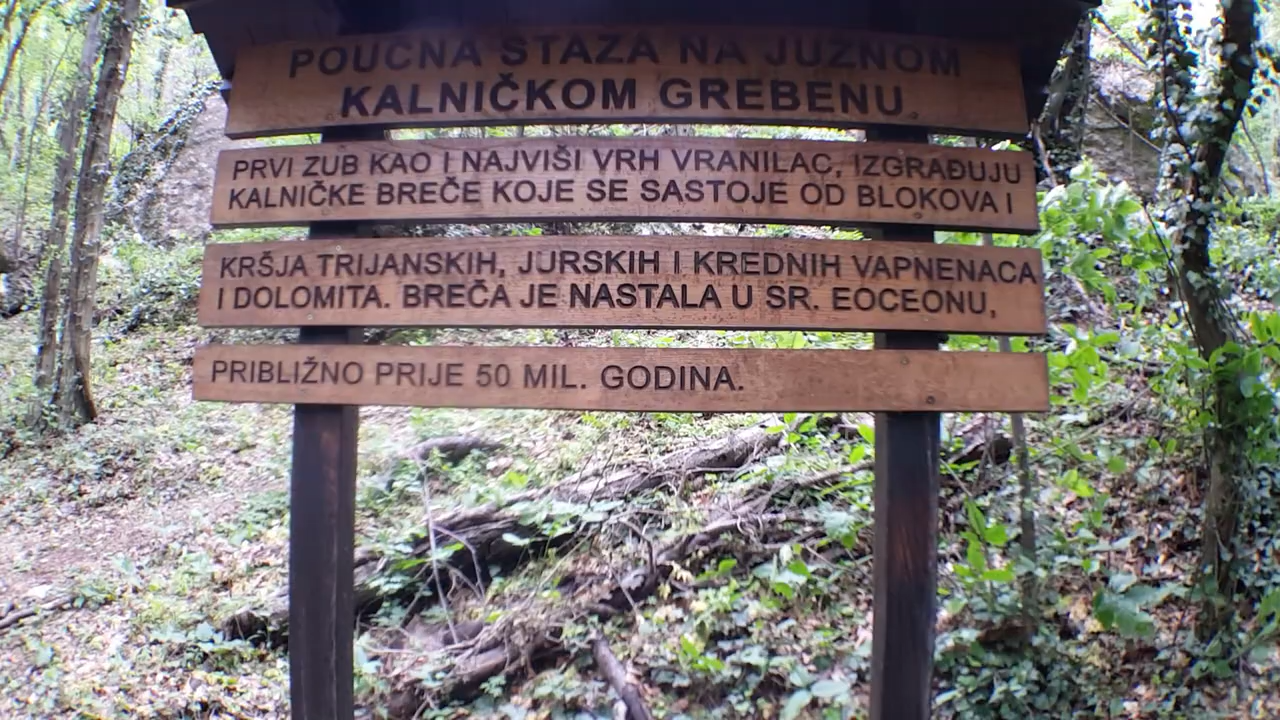 POUČNA STAZA NA JUŽNOM
KALNIČKOM GREBENU
PRVI ZUB KAO I NAJVIŠI VRH VRANILAC, IZGRAĐUJU
KALNIČKE BREČE KOJE SE SASTOJE OD BLOKOVA I
KRŠJA TRIJANSKIH, JURSKIH I KREDNIH VAPNENACA
I DOLOMITA. BREČA JE NASTALA U SR. EOCEONU,
PRIBLIŽNO PRIJE 50 MIL. GODINA.